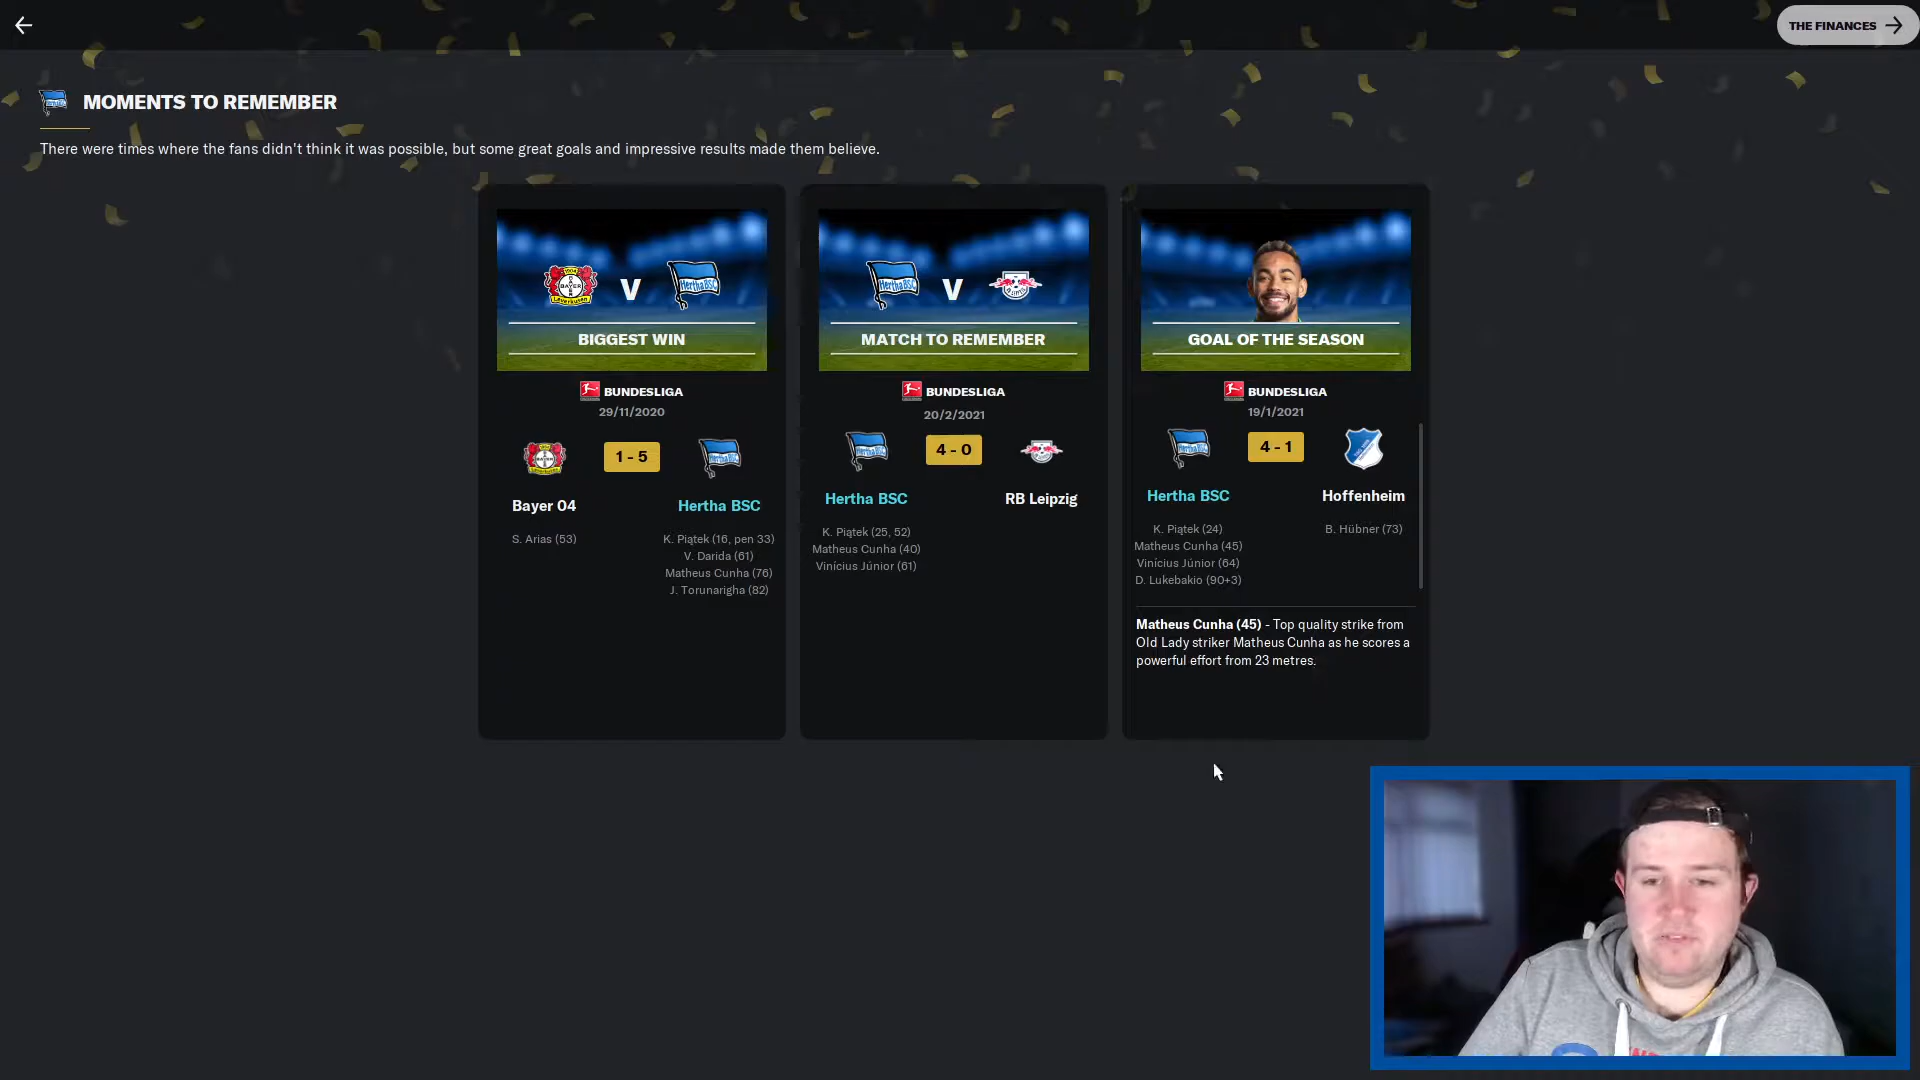 THE FINANCES
MOMENTS TO REMEMBER
There were times where the fans didn't think it was possible, but some great goals and impressive results made them believe.
V
HerthaBSC
BIGGEST WIN
BUNDESLIGA
29/11/2020
1 - 5
Bayer 04
Hertha BSC
S. Arias (53)
K. Piątek (16, pen 33)
V. Darida (61)
Matheus Cunha (76)
J. Torunarigha (82)
HerthaBSC
V
MATCH TO REMEMBER
BUNDESLIGA
20/2/2021
4 - 0
Hertha BSC
RB Leipzig
K. Piątek (25, 52)
Matheus Cunha (40)
Vinícius Júnior (61)
GOAL OF THE SEASON
BUNDESLIGA
19/1/2021
4 - 1
Hertha BSC
Hoffenheim
K. Piątek (24)
Matheus Cunha (45)
Vinícius Júnior (64)
D. Lukebakio (90+3)
B. Hübner (73)
Matheus Cunha (45) - Top quality strike from
Old Lady striker Matheus Cunha as he scores a
powerful effort from 23 metres.